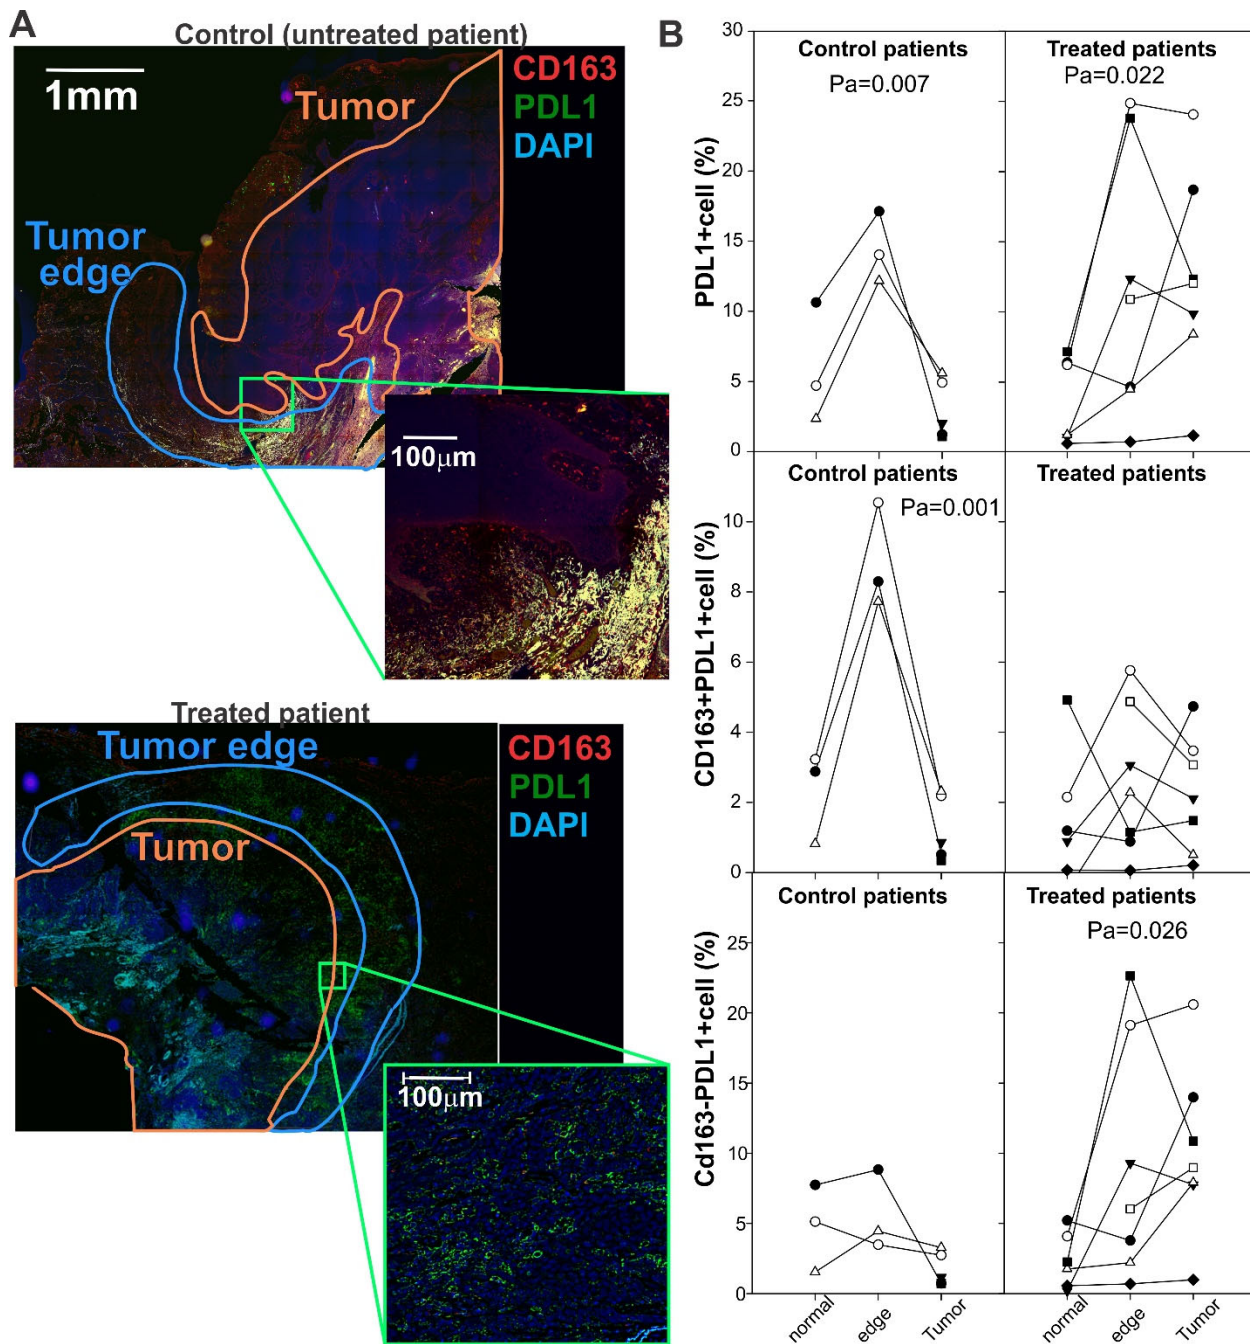 A
Control (untreated patient)
1mm
Tumor
CD163
PDL1
DAPI
Tumor
edge
100μm
Treated patient
Tumor edge
Tumor
CD163
PDL1
DAPI
100μm
B
PDL1+cell (%)
30
25
20
15
10
5
0
Control patients
Pa=0.007
Treated patients
Pa=0.022
CD163+PDL1+cell (%)
10
8
6
4
2
0
Control patients
Pa=0.001
Treated patients
Cd163-PDL1+cell (%)
25
20
15
10
5
0
Control patients
Treated patients
Pa=0.026
normal
edge
Tumor
normal
edge
Tumor